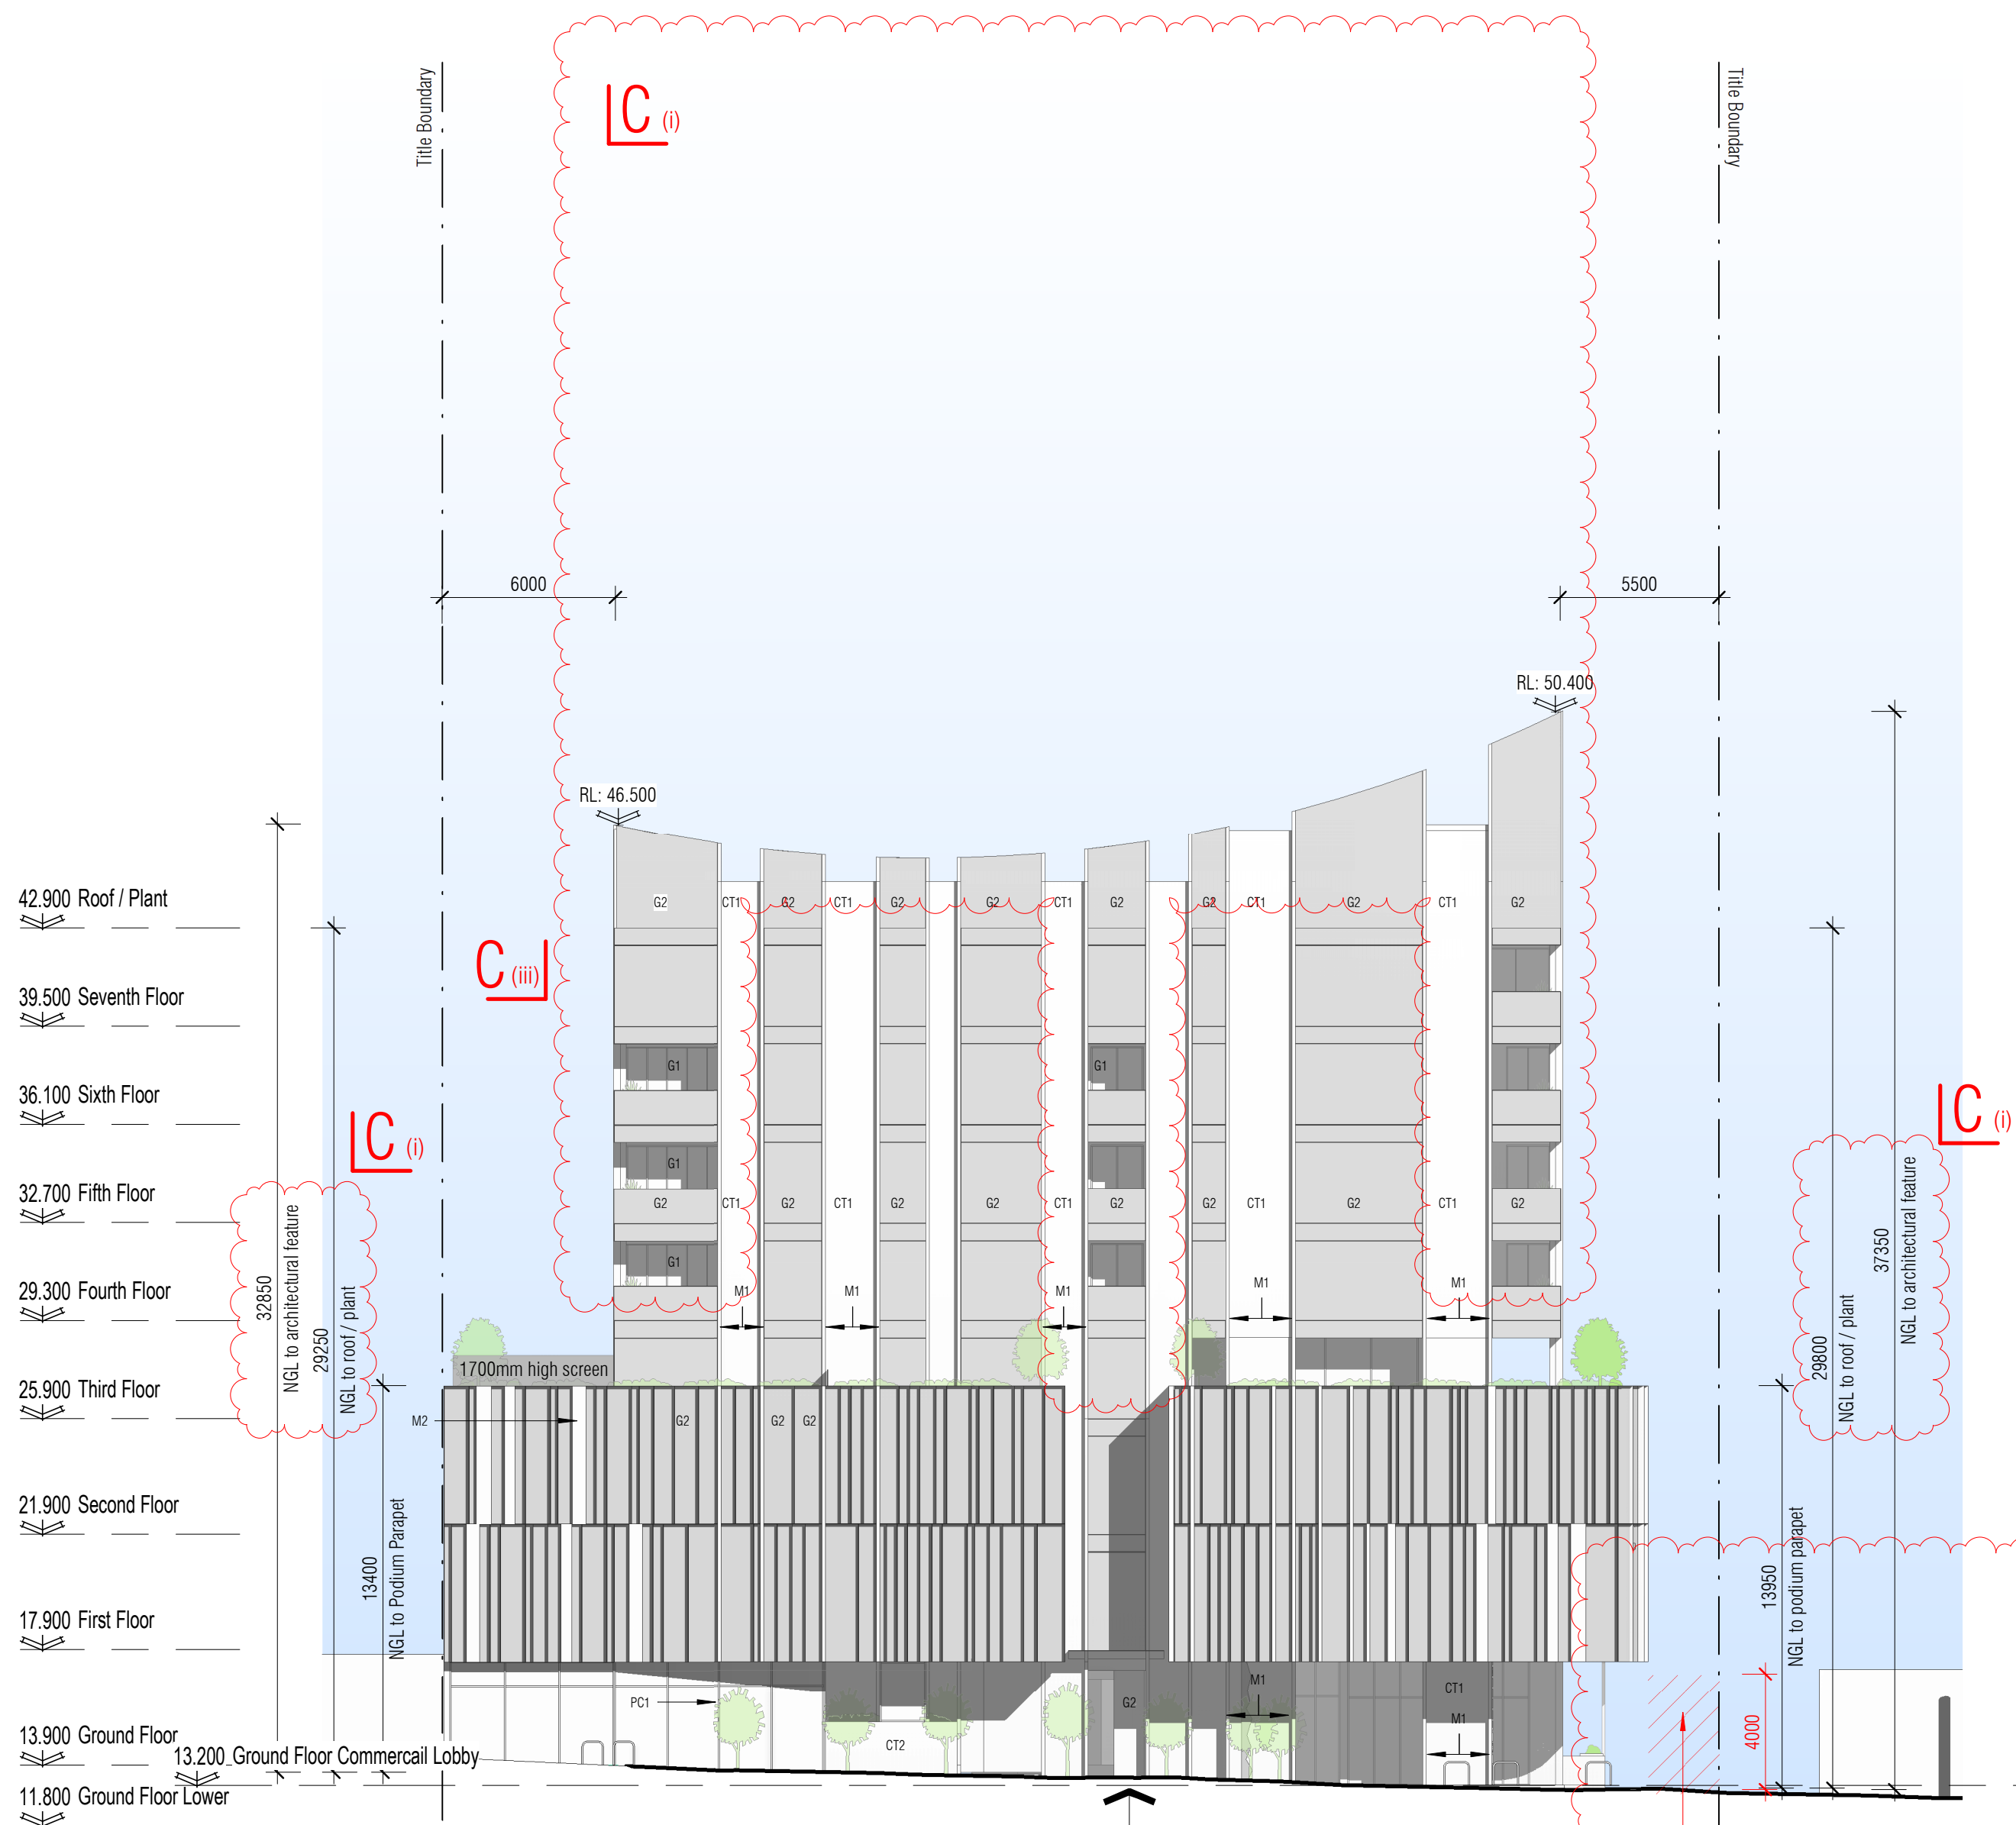 Title Boundary
Title Boundary
C (i)
6000
5500
RL: 50.400
RL: 46.500
42.900 Roof / Plant
G2 CT1 G2 CT1 G2 G2 CT1 G2 G2 CT1 G2 CT1 G2
C (iii)
39.500 Seventh Floor
G1 G1
36.100 Sixth Floor
C (i)
C (i)
G1
32.700 Fifth Floor
G2 CT1 G2 CT1 G2 G2 CT1 G2 G2 CT1 G2 CT1 G2
G1
29.300 Fourth Floor
M1 M1 M1 M1 M1
32850
NGL to architectural feature
29250
NGL to roof / plant
37350
NGL to architectural feature
29800
NGL to roof / plant
1700mm high screen
25.900 Third Floor
M2
G2 G2 G2
21.900 Second Floor
13400
NGL to Podium Parapet
13950
NGL to podium parapet
17.900 First Floor
PC1
G2
M1
CT1
M1
CT2
4000
13.900 Ground Floor
13.200 Ground Floor Commercail Lobby
11.800 Ground Floor Lower